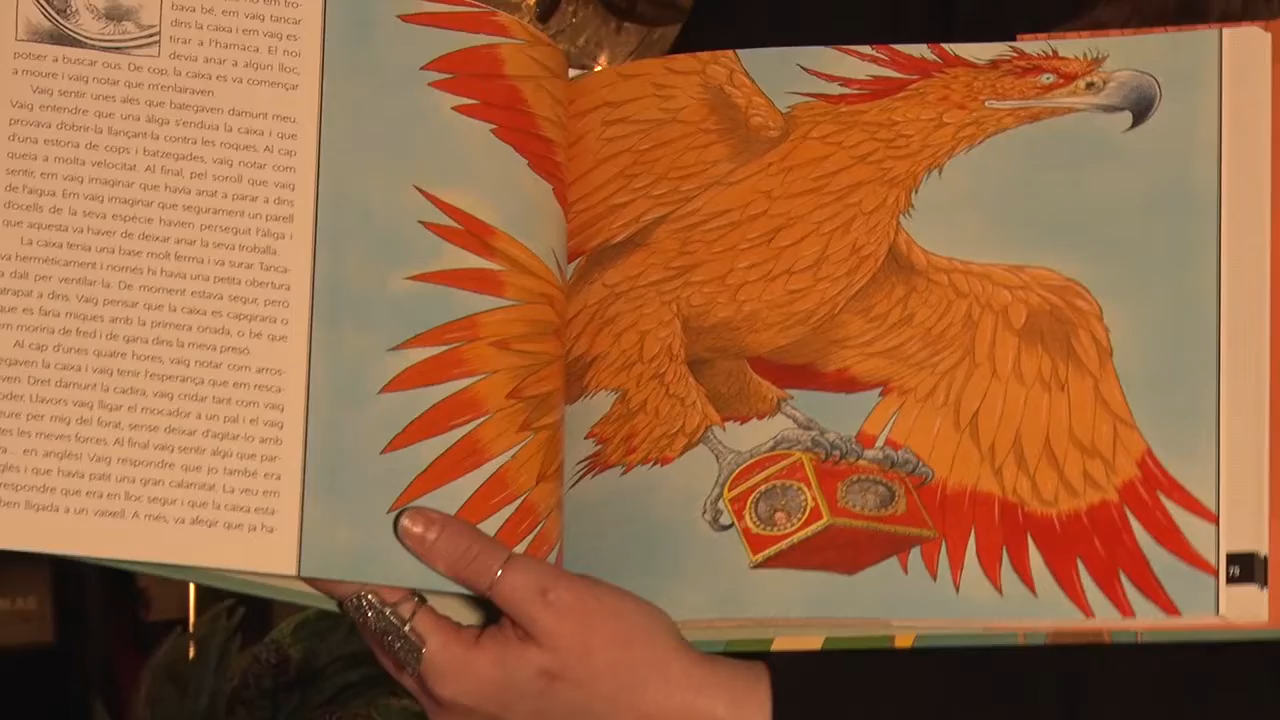 que no em tro-
bava bé, em vaig tancar
dins la caixa i em vaig es-
tirar a l'hamaca. El noi
devia anar a algun lloc,
potser a buscar ous. De cop, la caixa es va començar
a moure i vaig notar que m'enlairaven.
Vaig sentir unes ales que bategaven damunt meu.
Vaig entendre que una àliga s'enduia la caixa i que
provava d'obrir-la llançant-la contra les roques. Al cap
d'una estona de cops i batzegades, vaig notar com
queia a molta velocitat. Al final, pel soroll que vaig
sentir, em vaig imaginar que havia anat a parar a dins
de l'aigua. Em vaig imaginar que segurament un parell
d'ocells de la seva espècie havien perseguit l'àliga i
que aquesta va haver de deixar anar la seva troballa.
La caixa tenia una base molt ferma i va surar. Tanca-
va hermèticament i només hi havia una petita obertura
a dalt per ventilar-la. De moment estava segur, però
atrapat a dins. Vaig pensar que la caixa es capgiraria o
que es faria miques amb la primera onada, o bé que
em moriria de fred i de gana dins la meva presó.
Al cap d'unes quatre hores, vaig notar com arros-
egaven la caixa i vaig tenir l'esperança que em resca-
ven. Dret damunt la cadira, vaig cridar tant com vaig
oder. Llavors vaig lligar el mocador a un pal i el vaig
eure per mig del forat, sense deixar d'agitar-lo amb
tes les meves forces. Al final vaig sentir algú que par-
va... en anglès! Vaig respondre que jo també era
glès i que havia patit una gran calamitat. La veu em
respondre que era en lloc segur i que la caixa esta-
ben lligada a un vaixell. A més, va afegir que ja ha-
79